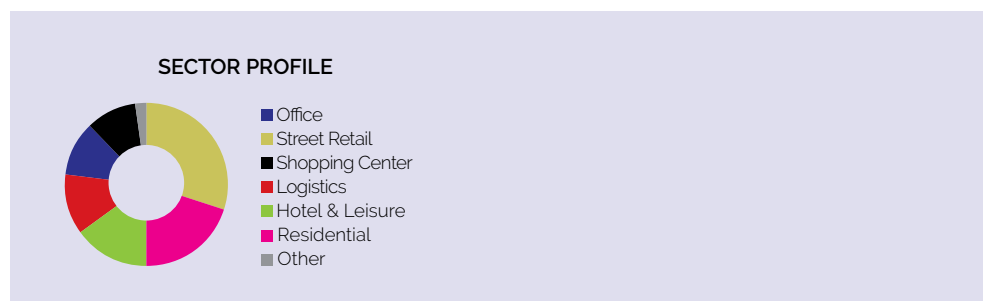 SECTOR PROFILE
Office
Street Retail
Shopping Center
Logistics
Hotel & Leisure
Residential
Other